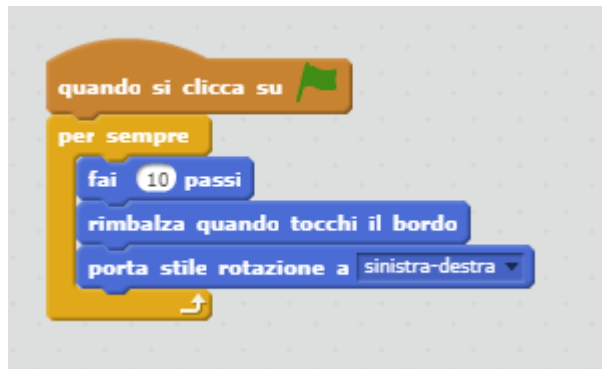 quando si clicca su
per sempre
fai 10 passi
rimbalza quando tocchi il bordo
porta stile rotazione a sinistra-destra